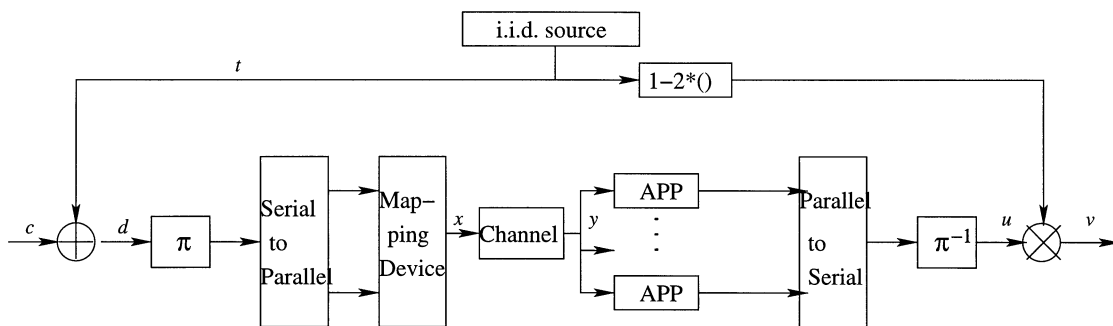 i.i.d. source
t
1−2*()
c
d
π
Serial
to
Parallel
Map−
ping
Device
x
Channel
y
APP
APP
Parallel
to
Serial
π−1
u
v